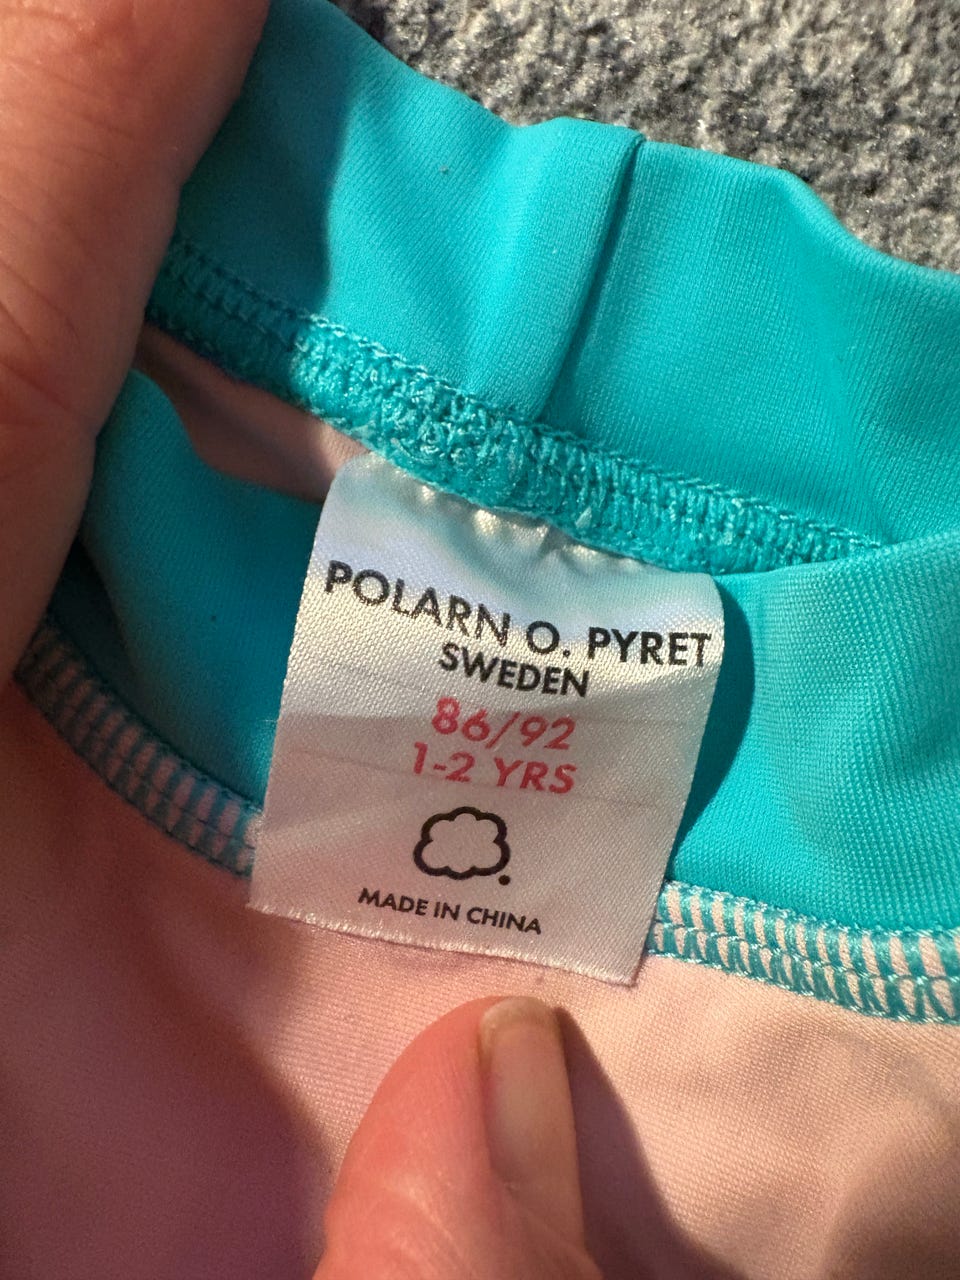 POLARN O. PYRET
SWEDEN
86/92
1-2 YRS
MADE IN CHINA